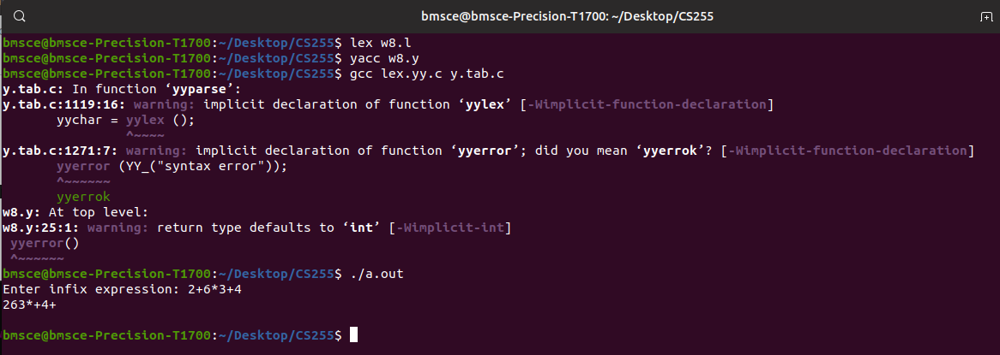 bmsce@bmsce-Precision-T1700: ~/Desktop/CS255
bmsce@bmsce-Precision-T1700:~/Desktop/CS255$ lex w8.l
bmsce@bmsce-Precision-T1700:~/Desktop/CS255$ yacc w8.y
bmsce@bmsce-Precision-T1700:~/Desktop/CS255$ gcc lex.yy.c y.tab.c
y.tab.c: In function ‘yyparse’:
y.tab.c:1119:16: warning: implicit declaration of function ‘yylex’ [-Wimplicit-function-declaration]
       yychar = yylex ();
                ^~~~~
y.tab.c:1271:7: warning: implicit declaration of function ‘yyerror’; did you mean ‘yyerrok’? [-Wimplicit-function-declaration]
       yyerror (YY_("syntax error"));
       ^~~~~~~
       yyerrok
w8.y: At top level:
w8.y:25:1: warning: return type defaults to ‘int’ [-Wimplicit-int]
 yyerror()
 ^~~~~~~
bmsce@bmsce-Precision-T1700:~/Desktop/CS255$ ./a.out
Enter infix expression: 2+6*3+4
263*+4+
bmsce@bmsce-Precision-T1700:~/Desktop/CS255$